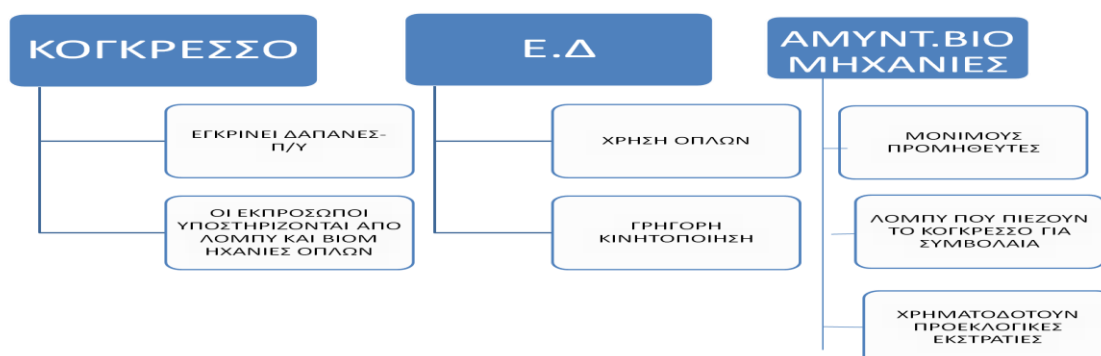 ΚΟΓΚΡΕΣΣΟ
ΕΓΚΡΙΝΕΙ ΔΑΠΑΝΕΣ-
Π/Υ
ΟΙ ΕΚΠΡΟΣΩΠΟΙ
ΥΠΟΣΤΗΡΙΖΟΝΤΑΙ ΑΠΟ
ΛΟΜΠΥ ΚΑΙ ΒΙΟΜ
ΗΧΑΝΙΕΣ ΟΠΛΩΝ
Ε.Δ
ΧΡΗΣΗ ΟΠΛΩΝ
ΓΡΗΓΟΡΗ
ΚΙΝΗΤΟΠΟΙΗΣΗ
ΑΜΥΝΤ.ΒΙΟ
ΜΗΧΑΝΙΕΣ
ΜΟΝΙΜΟΥΣ
ΠΡΟΜΗΘΕΥΤΕΣ
ΛΟΜΠΥ ΠΟΥ ΠΙΕΖΟΥΝ
ΤΟ ΚΟΓΚΡΕΣΣΟ ΓΙΑ
ΣΥΜΒΟΛΑΙΑ
ΧΡΗΜΑΤΟΔΟΤΟΥΝ
ΠΡΟΕΚΛΟΓΙΚΕΣ
ΕΚΣΤΡΑΤΙΕΣ